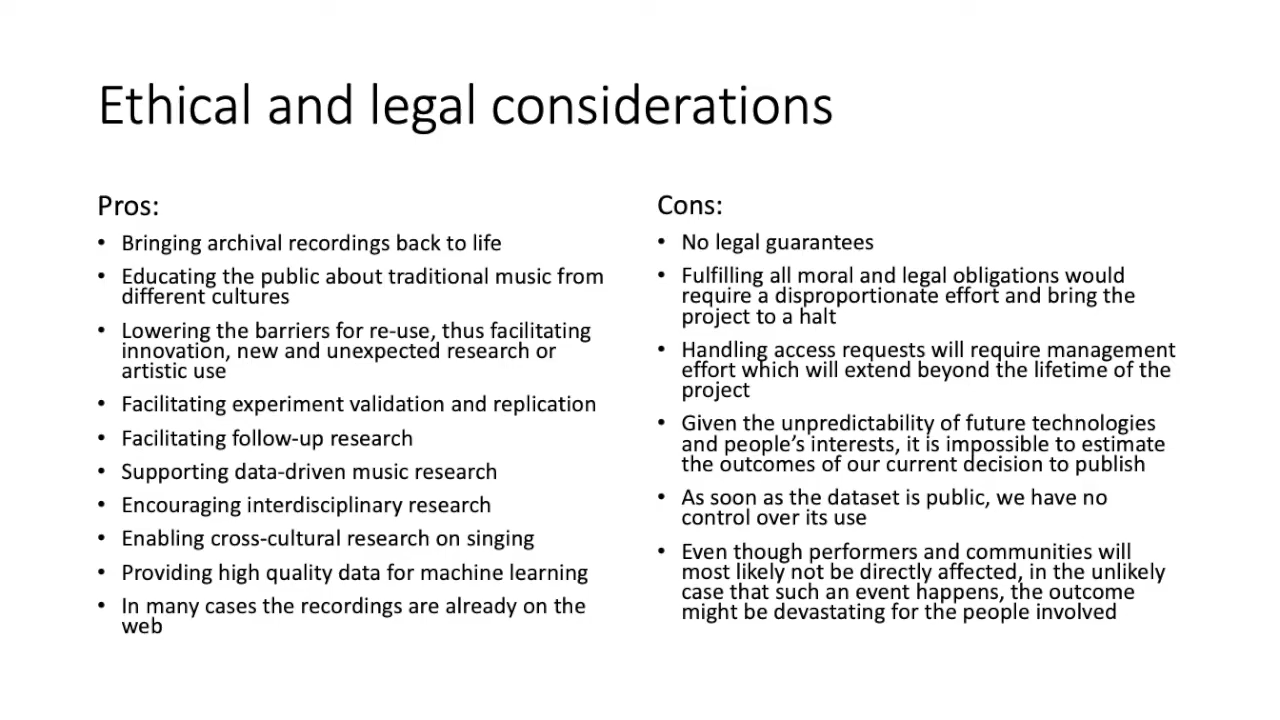 Ethical and legal considerations
Pros:
• Bringing archival recordings back to life
• Educating the public about traditional music from
different cultures
• Lowering the barriers for re-use, thus facilitating
innovation, new and unexpected research or
artistic use
• Facilitating experiment validation and replication
• Facilitating follow-up research
• Supporting data-driven music research
• Encouraging interdisciplinary research
• Enabling cross-cultural research on singing
• Providing high quality data for machine learning
• In many cases the recordings are already on the
web
Cons:
• No legal guarantees
• Fulfilling all moral and legal obligations would
require a disproportionate effort and bring the
project to a halt
• Handling access requests will require management
effort which will extend beyond the lifetime of the
project
• Given the unpredictability of future technologies
and people’s interests, it is impossible to estimate
the outcomes of our current decision to publish
• As soon as the dataset is public, we have no
control over its use
• Even though performers and communities will
most likely not be directly affected, in the unlikely
case that such an event happens, the outcome
might be devastating for the people involved